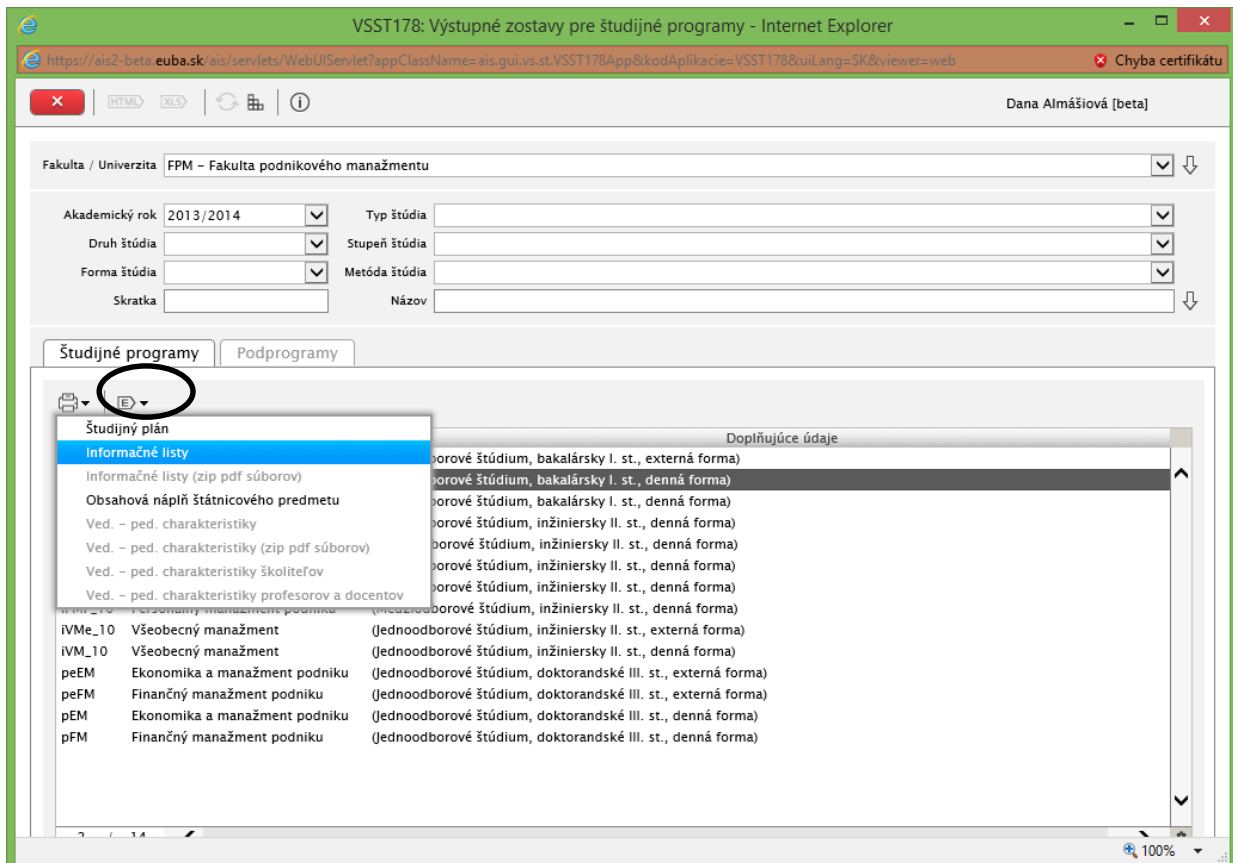 VSST178: Výstupné zostavy pre študijné programy - Internet Explorer
https://ais2-beta.euba.sk/ais/servlets/WebUIServlet?appClassName=ais.gui.vs.st.VSST178App&kodAplikacie=VSST178&uiLang=SK&viewer=web Chyba certifikátu
HTML XLS Dana Almášiová [beta]
Fakulta / Univerzita FPM – Fakulta podnikového manažmentu
Akademický rok 2013/2014 Typ štúdia
Druh štúdia Stupeň štúdia
Forma štúdia Metóda štúdia
Skratka Názov
Študijné programy Podprogramy
E
Študijný plán
Informačné listy
Informačné listy (zip pdf súborov)
Obsahová náplň štátnicového predmetu
Ved. – ped. charakteristiky
Ved. – ped. charakteristiky (zip pdf súborov)
Ved. – ped. charakteristiky školiteľov
Ved. – ped. charakteristiky profesorov a docentov
Doplňujúce údaje
orové štúdium, bakalársky I. st., externá forma)
orové štúdium, bakalársky I. st., denná forma)
orové štúdium, bakalársky I. st., denná forma)
orové štúdium, inžiniersky II. st., denná forma)
orové štúdium, inžiniersky II. st., denná forma)
orové štúdium, inžiniersky II. st., denná forma)
orové štúdium, inžiniersky II. st., denná forma)
Personálny manažment podniku (Medziodborové štúdium, inžiniersky II. st., denná forma)
iVMe_10 Všeobecný manažment (Jednoodborové štúdium, inžiniersky II. st., externá forma)
iVM_10 Všeobecný manažment (Jednoodborové štúdium, inžiniersky II. st., denná forma)
peEM Ekonomika a manažment podniku (Jednoodborové štúdium, doktorandské III. st., externá forma)
peFM Finančný manažment podniku (Jednoodborové štúdium, doktorandské III. st., externá forma)
pEM Ekonomika a manažment podniku (Jednoodborové štúdium, doktorandské III. st., denná forma)
pFM Finančný manažment podniku (Jednoodborové štúdium, doktorandské III. st., denná forma)
2 / 14
100%